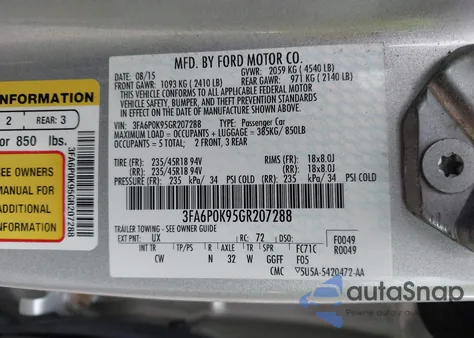 MFD. BY FORD MOTOR CO.
DATE: 08/15 GVWR: 2059 KG ( 4540 LB)
FRONT GAWR: 1093 KG ( 2410 LB) REAR GAWR: 971 KG ( 2140 LB)
THIS VEHICLE CONFORMS TO ALL APPLICABLE FEDERAL MOTOR
VEHICLE SAFETY, BUMPER, AND THEFT PREVENTION STANDARDS
IN EFFECT ON THE DATE OF MANUFACTURE SHOWN ABOVE.
VIN: 3FA6P0K95GR207288 TYPE: Passenger Car
MAXIMUM LOAD = OCCUPANTS + LUGGAGE = 385KG/ 850LB
OCCUPANTS = 5 TOTAL: 2 FRONT, 3 REAR
TIRE (FR): 235/45R18 94V RIMS (FR): 18x8.0J
(RR): 235/45R18 94V (RR): 18x8.0J
PRESSURE (FR) 235 kPa/ 34 PSI COLD (RR) 235 kPa/ 34 PSI COLD
3FA6P0K95GR207288
TRAILER TOWING - SEE OWNER GUIDE
EXT PNT: UX RC: 72 DSO: F0049
INT TR TP/PS R AXLE TR SPR FC71C R0049
CW N 32 W GGFF F05
CMC 5U5A-5420472-AA
INFORMATION
2 REAR: 3
or 850 lbs.
SEE OWNERS
MANUAL FOR
ADDITIONAL
INFORMATION
3FA6P0K95GR207288
autoSnap